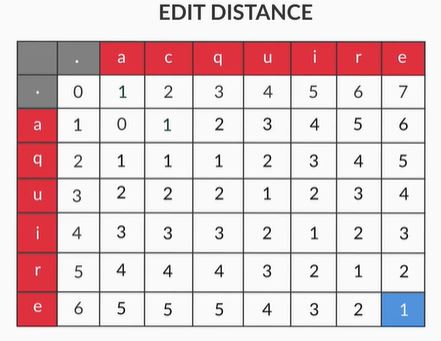 EDIT DISTANCE
. a c q u i r e
. 0 1 2 3 4 5 6 7
a 1 0 1 2 3 4 5 6
q 2 1 1 1 2 3 4 5
u 3 2 2 2 1 2 3 4
i 4 3 3 3 2 1 2 3
r 5 4 4 4 3 2 1 2
e 6 5 5 5 4 3 2 1